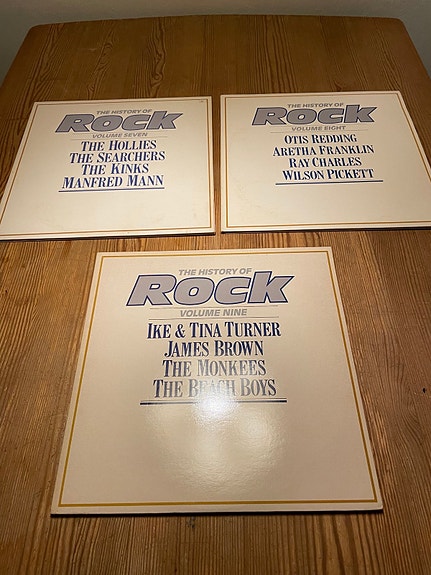 THE HISTORY OF
Rock
VOLUME SEVEN
THE HOLLIES
THE SEARCHERS
THE KINKS
MANFRED MANN
THE HISTORY OF
Rock
VOLUME EIGHT
OTIS REDDING
ARETHA FRANKLIN
RAY CHARLES
WILSON PICKETT
THE HISTORY OF
Rock
VOLUME NINE
IKE & TINA TURNER
JAMES BROWN
THE MONKEES
THE BEACH BOYS